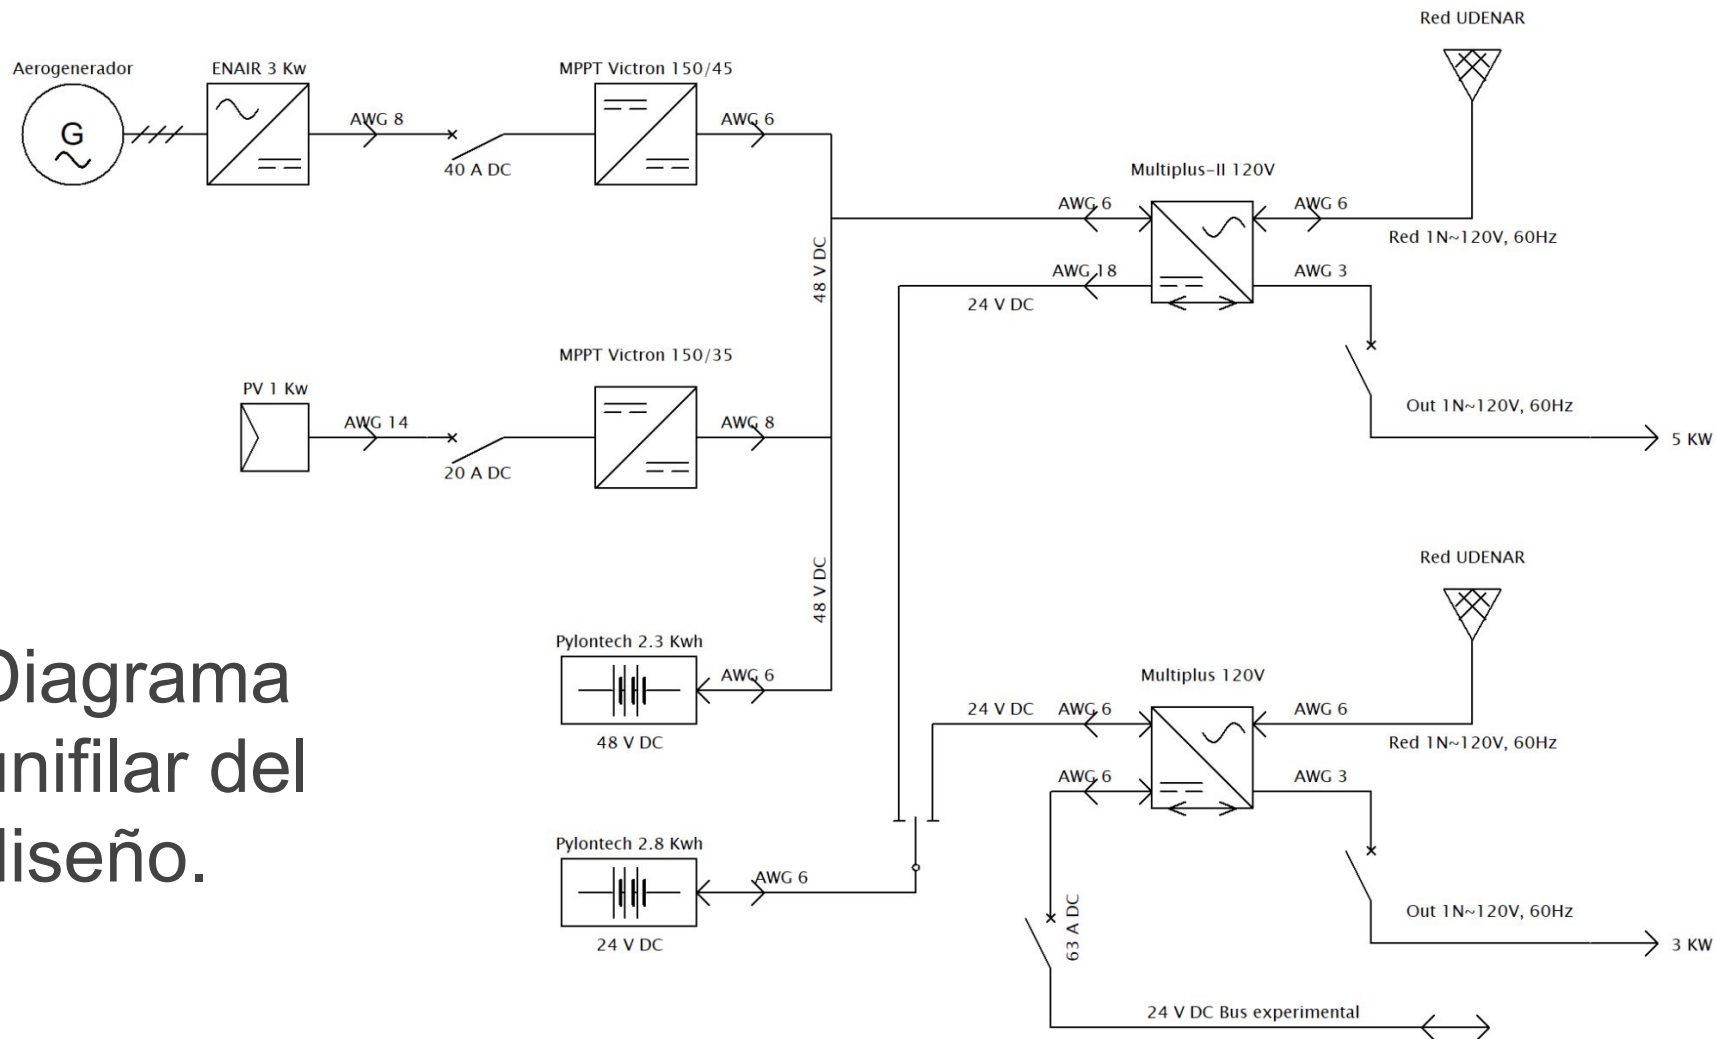 Red UDENAR
Aerogenerador
ENAIR 3 Kw
MPPT Victron 150/45
G
AWG 8
40 A DC
AWG 6
Multiplus-II 120V
AWG 6
AWG 6
Red 1N~120V, 60Hz
48 V DC
AWG 18
24 V DC
AWG 3
MPPT Victron 150/35
PV 1 Kw
AWG 14
20 A DC
AWG 8
Out 1N~120V, 60Hz
5 KW
48 V DC
Red UDENAR
Pylontech 2.3 Kwh
AWG 6
48 V DC
Multiplus 120V
24 V DC
AWG 6
AWG 6
Red 1N~120V, 60Hz
AWG 6
AWG 3
Pylontech 2.8 Kwh
AWG 6
24 V DC
63 A DC
Out 1N~120V, 60Hz
3 KW
24 V DC Bus experimental
Diagrama
unifilar del
diseño.